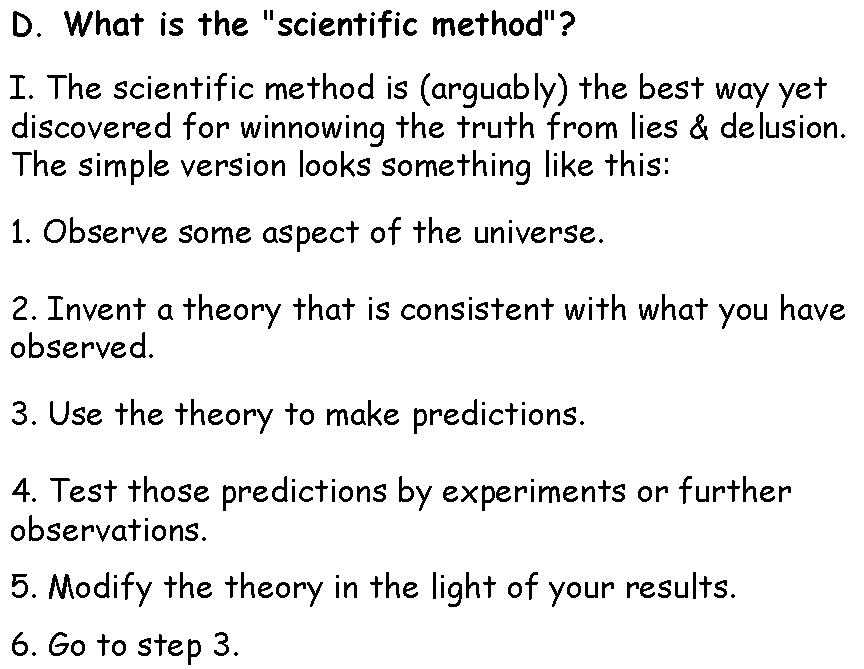 D. What is the "scientific method"?
I. The scientific method is (arguably) the best way yet
discovered for winnowing the truth from lies & delusion.
The simple version looks something like this:
1. Observe some aspect of the universe.
2. Invent a theory that is consistent with what you have
observed.
3. Use the theory to make predictions.
4. Test those predictions by experiments or further
observations.
5. Modify the theory in the light of your results.
6. Go to step 3.